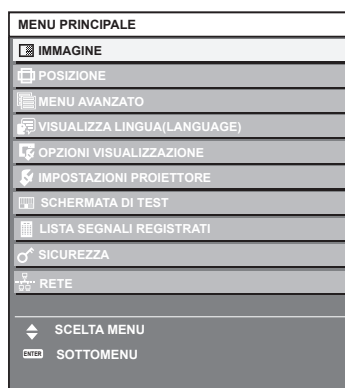 MENU PRINCIPALE
IMMAGINE
POSIZIONE
MENU AVANZATO
VISUALIZZA LINGUA(LANGUAGE)
OPZIONI VISUALIZZAZIONE
IMPOSTAZIONI PROIETTORE
SCHERMATA DI TEST
LISTA SEGNALI REGISTRATI
SICUREZZA
RETE
SCELTA MENU
ENTER SOTTOMENU